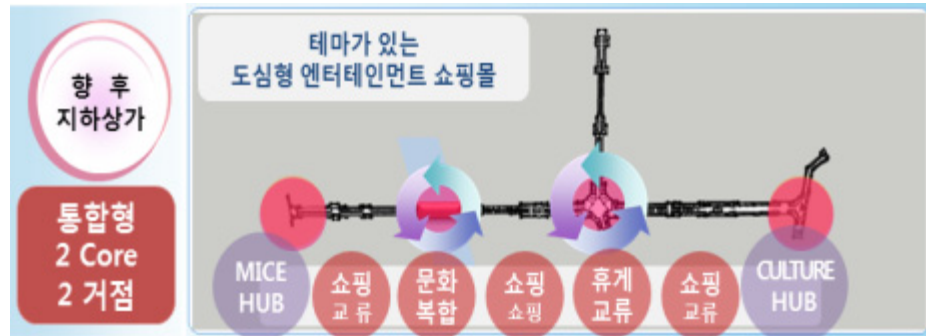 향 후
지하상가
통합형
2 Core
2 거점
테마가 있는
도심형 엔터테인먼트 쇼핑몰
MICE
HUB
쇼핑
교 류
문화
복합
쇼핑
쇼핑
휴게
교류
쇼핑
교 류
CULTURE
HUB